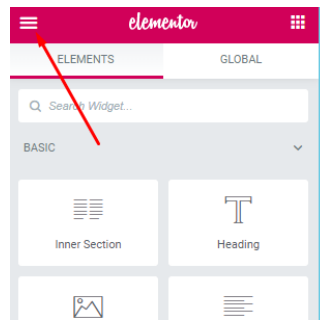 elementor
ELEMENTS GLOBAL
Search Widget...
BASIC
Inner Section Heading